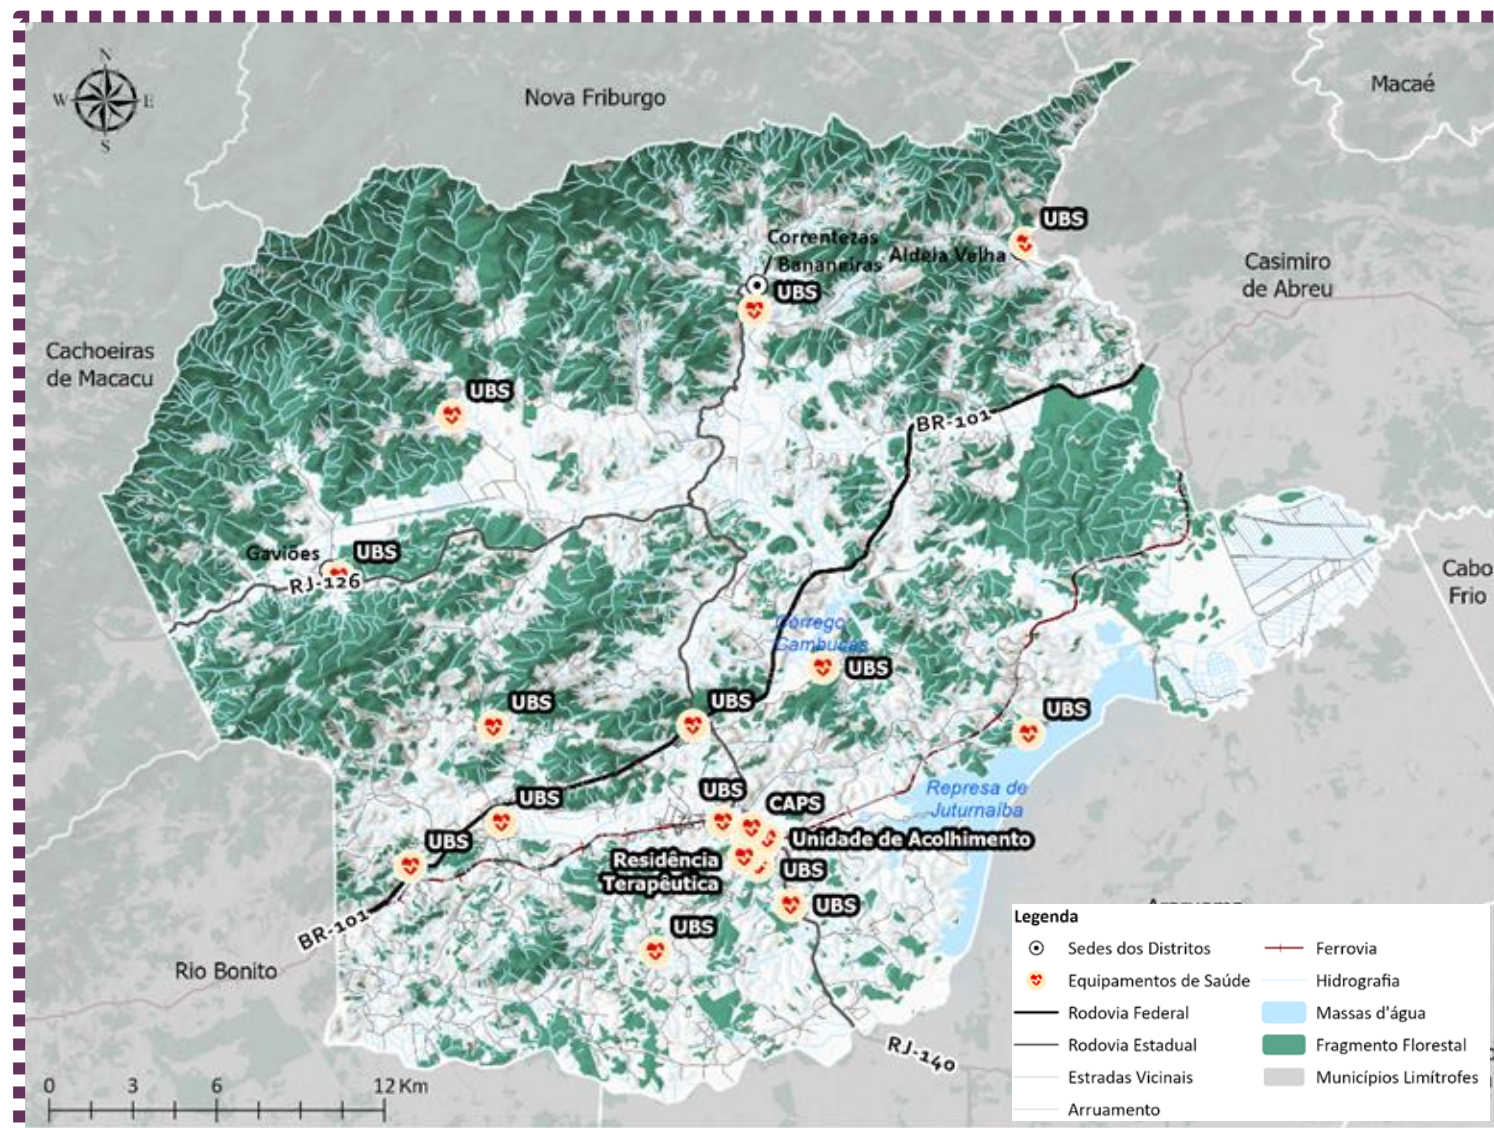 N
W
E
S
Nova Friburgo
Macaé
UBS
Correntezas
/ Bananeiras
Aldeia Velha
UBS
Casimiro
de Abreu
Cachoeiras
de Macacu
UBS
BR-101
Gaviões
UBS
RJ-126
Cabo
Frio
Córrego
Cambucás
UBS
UBS
UBS
UBS
UBS
UBS
CAPS
Represa de
Juturnaíba
UBS
Unidade de Acolhimento
Residência
Terapêutica
UBS
UBS
UBS
BR-101
Rio Bonito
RJ-140
0 3 6 12 Km
Legenda
Sedes dos Distritos
Equipamentos de Saúde
Rodovia Federal
Rodovia Estadual
Estradas Vicinais
Arruamento
Ferrovia
Hidrografia
Massas d'água
Fragmento Florestal
Municípios Limítrofes